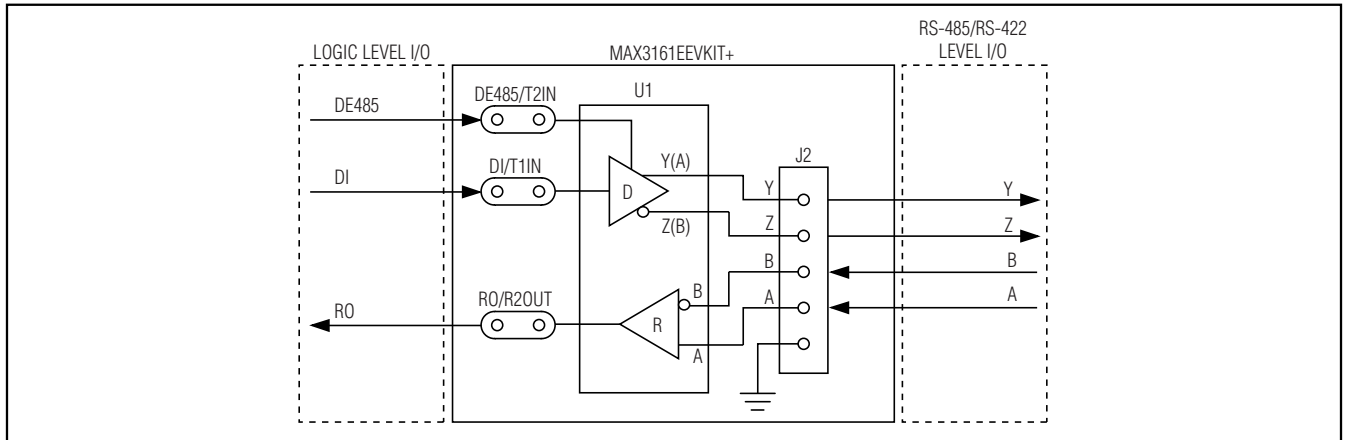 RS-485/RS-422
LEVEL I/O
LOGIC LEVEL I/O
MAX3161EEVKIT+
DE485
DE485/T2IN
U1
DI
DI/T1IN
D
Y(A)
Z(B)
J2
Y
Y
Z
Z
B
B
B
A
A
A
RO
RO/R2OUT
R